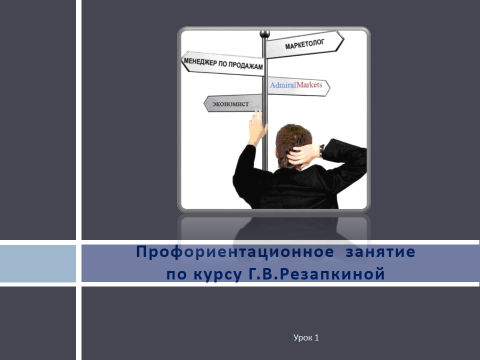 МАРКЕТОЛОГ
МЕНЕДЖЕР ПО ПРОДАЖАМ
AdmiralMarkets
экономист
Профориентационное занятие
по курсу Г.В.Резапкиной
Урок 1